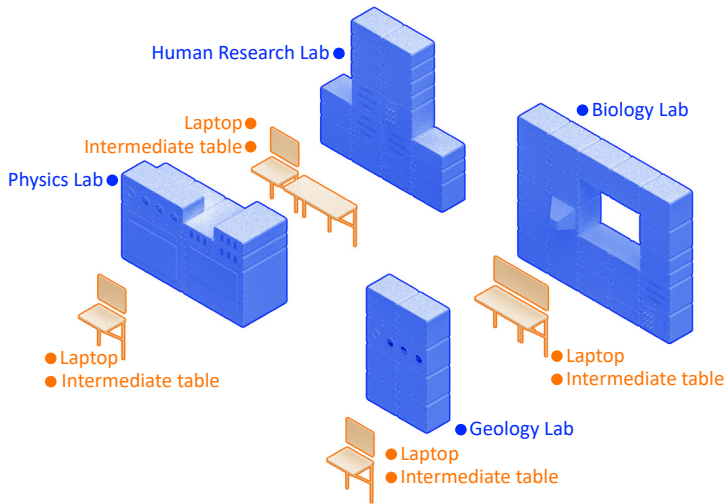 Human Research Lab
Biology Lab
Laptop
Intermediate table
Physics Lab
Laptop
Intermediate table
Laptop
Intermediate table
Geology Lab
Laptop
Intermediate table